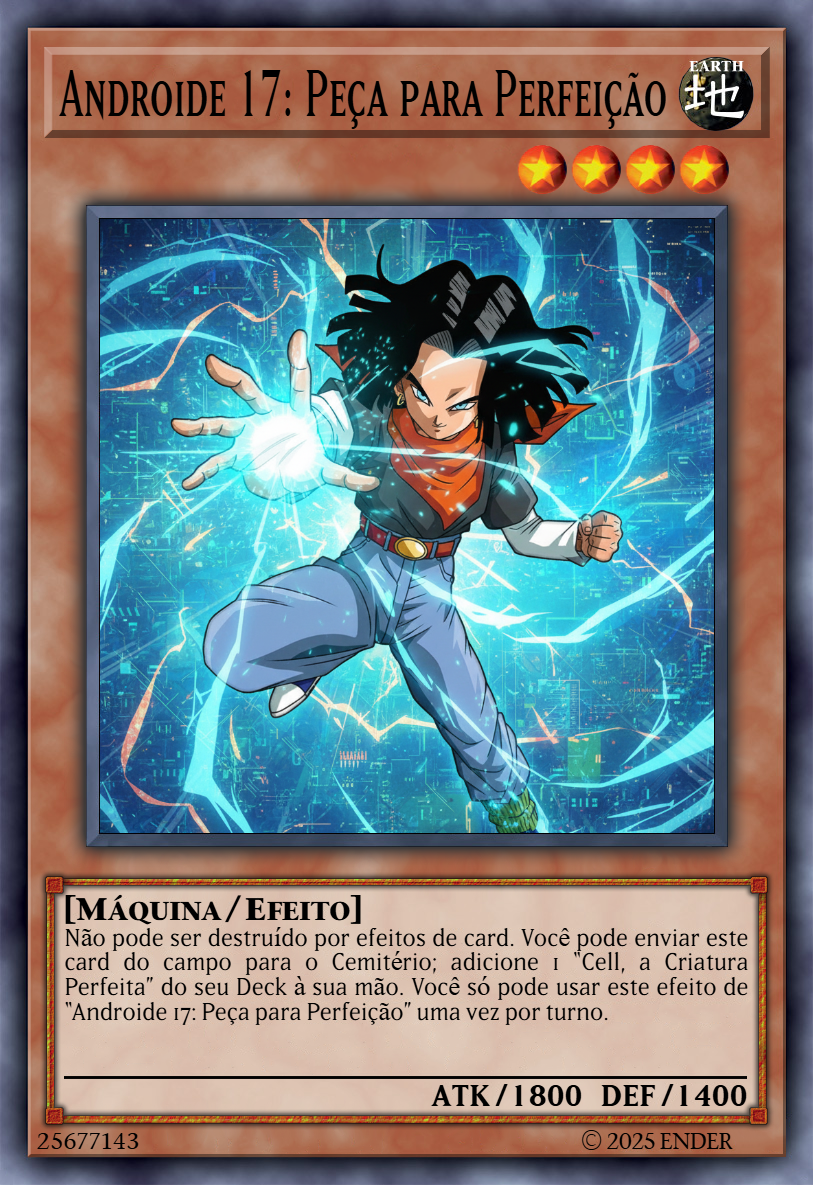 Androide 17: Peça para Perfeição
EARTH
地
[Máquina/Efeito]
Não pode ser destruído por efeitos de card. Você pode enviar este
card do campo para o Cemitério; adicione 1 “Cell, a Criatura
Perfeita” do seu Deck à sua mão. Você só pode usar este efeito de
“Androide 17: Peça para Perfeição” uma vez por turno.
ATK/1800 DEF/1400
25677143
© 2025 ENDER